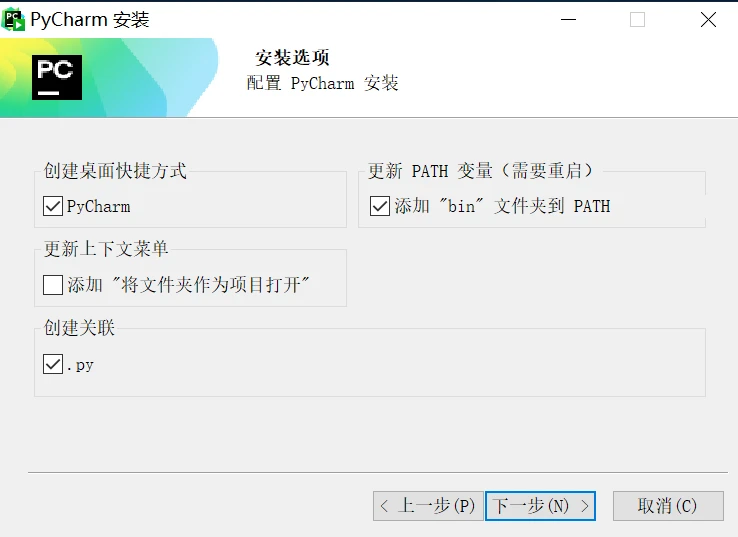 PyCharm 安装
PC
安装选项
配置 PyCharm 安装
创建桌面快捷方式
PyCharm
更新 PATH 变量（需要重启）
添加 "bin" 文件夹到 PATH
更新上下文菜单
添加 "将文件夹作为项目打开"
创建关联
.py
< 上一步(P)
下一步(N) >
取消(C)